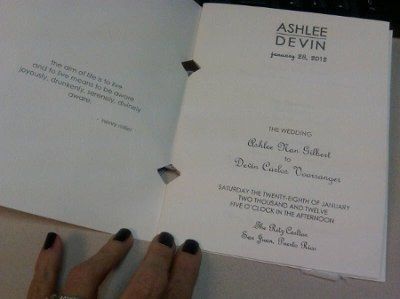 the aim of life is to live
and to live means to be aware
joyously, drunkenly, serenely, divinely
aware.
- henry miller
ASHLEE
DEVIN
january 28, 2012
THE WEDDING
Ashlee Nan Gilbert
to
Devin Carlos Voorsanger
SATURDAY THE TWENTY-EIGHTH OF JANUARY
TWO THOUSAND AND TWELVE
FIVE O'CLOCK IN THE AFTERNOON
The Ritz Carlton
San Juan, Puerto Rico